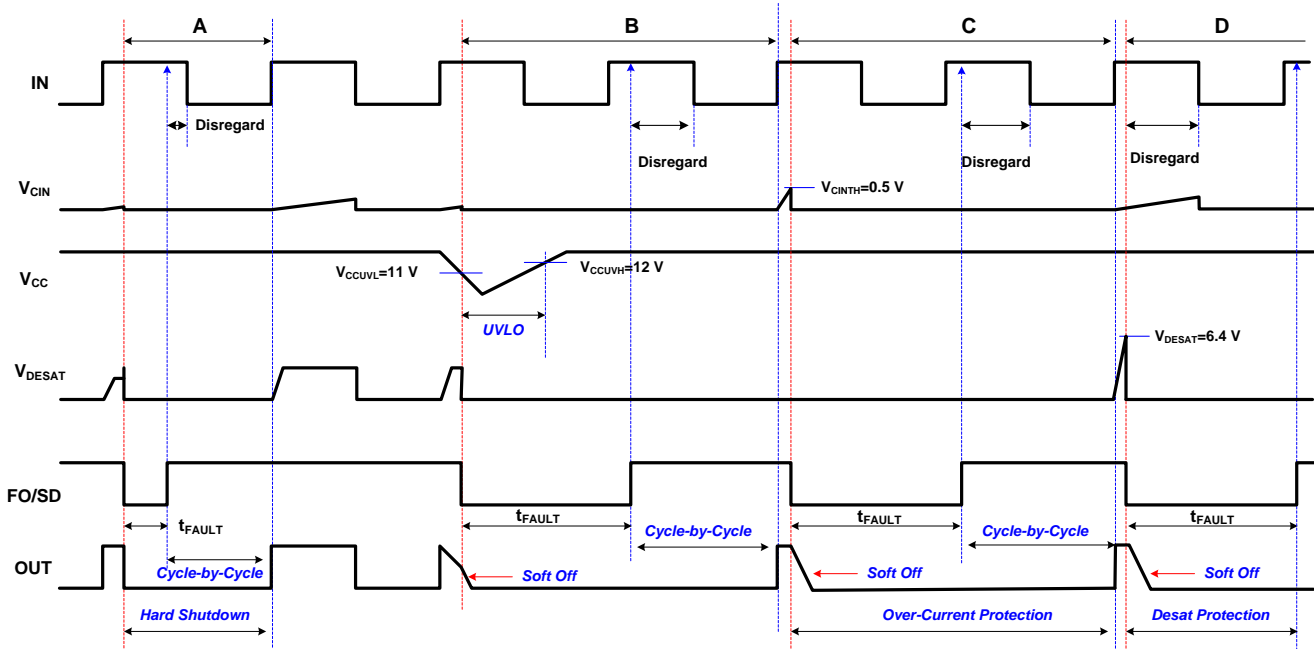 A B C D
IN
Disregard
Disregard
Disregard
Disregard
VCIN
VCINTH=0.5 V
VCC
VCCUVL=11 V
VCCUVH=12 V
UVLO
VDESAT
VDESAT=6.4 V
FO/SD
tFAULT
tFAULT
tFAULT
tFAULT
Cycle-by-Cycle
Cycle-by-Cycle
Cycle-by-Cycle
OUT
Soft Off
Soft Off
Soft Off
Hard Shutdown
Over-Current Protection
Desat Protection